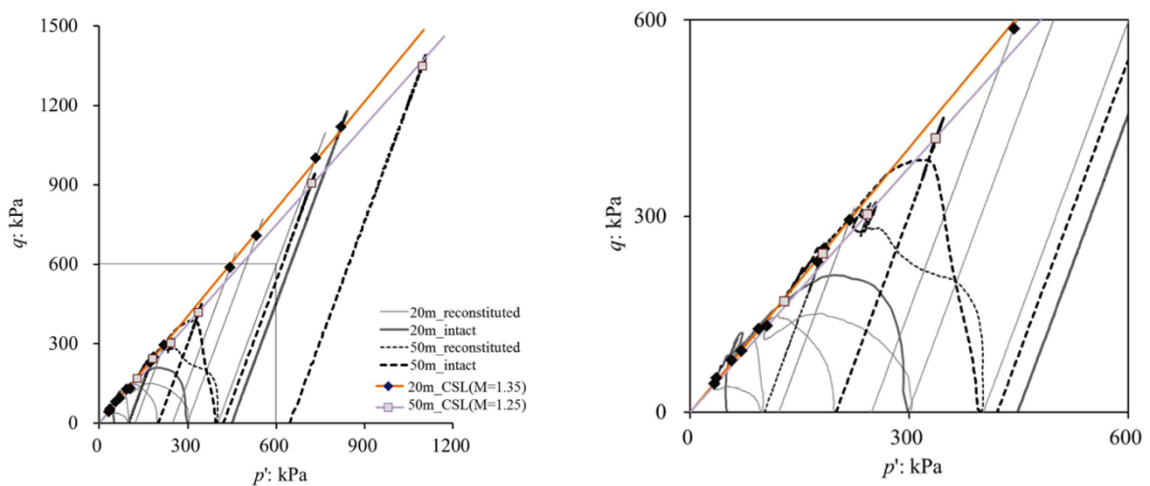 1500
1200
900
600
300
0
q: kPa
0
300
600
900
1200
p': kPa
20m_reconstituted
20m_intact
50m_reconstituted
50m_intact
20m_CSL(M=1.35)
50m_CSL(M=1.25)
600
300
0
q: kPa
0
300
600
p': kPa